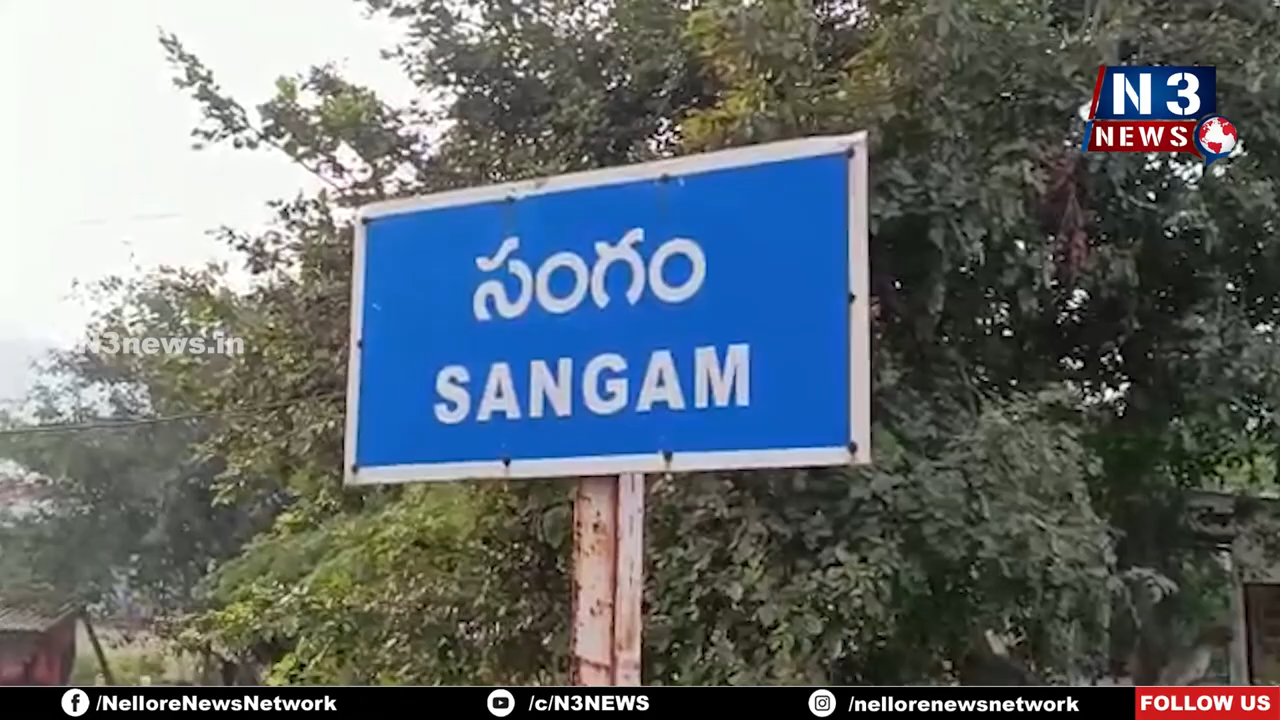 N3
NEWS
సంగం
SANGAM
N3news.in
/NelloreNewsNetwork
/c/N3NEWS
/nellorenewsnetwork
FOLLOW US